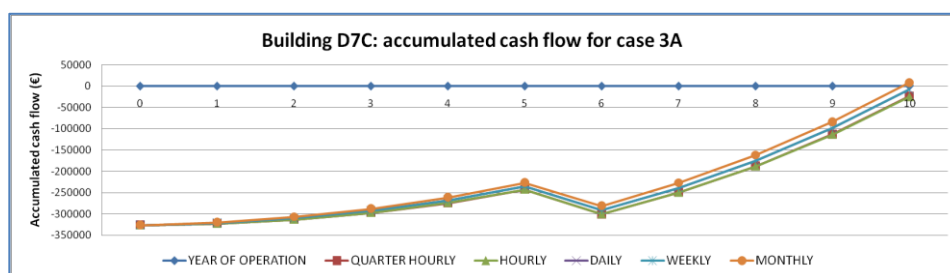 Building D7C: accumulated cash flow for case 3A
Accumulated cash flow (€)
50000
0
-50000
-100000
-150000
-200000
-250000
-300000
-350000
0 1 2 3 4 5 6 7 8 9 10
YEAR OF OPERATION QUARTER HOURLY HOURLY DAILY WEEKLY MONTHLY